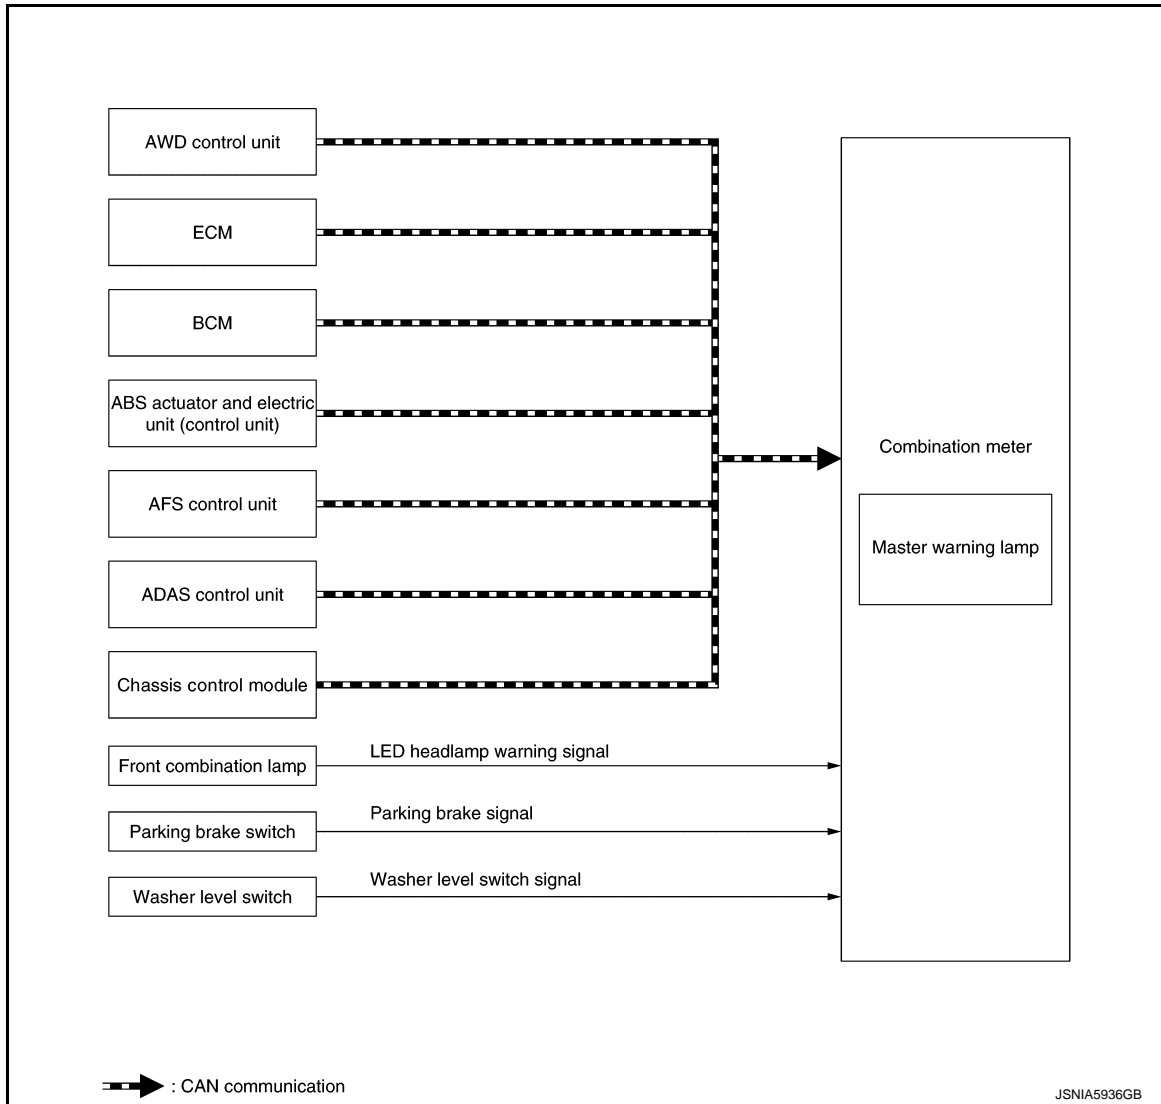 AWD control unit
ECM
BCM
ABS actuator and electric
unit (control unit)
AFS control unit
ADAS control unit
Chassis control module
Combination meter
Master warning lamp
Front combination lamp
LED headlamp warning signal
Parking brake switch
Parking brake signal
Washer level switch
Washer level switch signal
: CAN communication
JSNIA5936GB